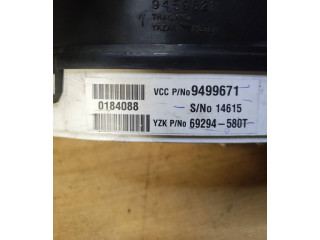 VCC P/No 9499671
0184088
S/No 14615
YZK P/No 69294-580T